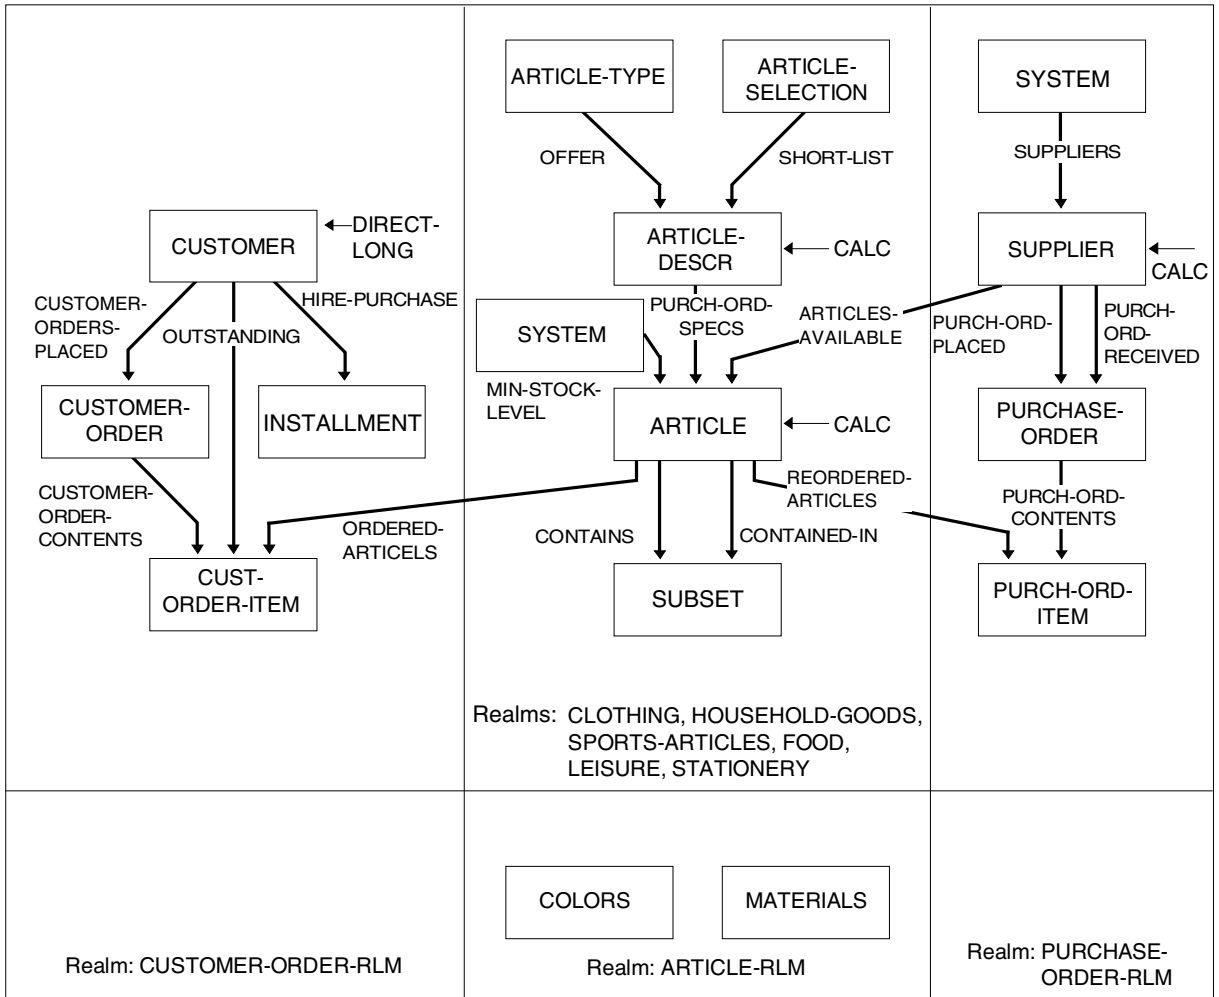 ARTICLE-TYPE
ARTICLE-
SELECTION
SYSTEM
OFFER
SHORT-LIST
SUPPLIERS
CUSTOMER
DIRECT-
LONG
ARTICLE-
DESCR
CALC
SUPPLIER
CALC
CUSTOMER-
ORDERS-
PLACED
OUTSTANDING
HIRE-PURCHASE
SYSTEM
PURCH-ORD-
SPECS
ARTICLES-
AVAILABLE
PURCH-ORD-
PLACED
PURCH-
ORD-
RECEIVED
MIN-STOCK-
LEVEL
CUSTOMER-
ORDER
INSTALLMENT
ARTICLE
CALC
PURCHASE-
ORDER
CUSTOMER-
ORDER-
CONTENTS
ORDERED-
ARTICELS
CONTAINS
CONTAINED-IN
REORDERED-
ARTICLES
PURCH-ORD-
CONTENTS
CUST-
ORDER-ITEM
SUBSET
PURCH-ORD-
ITEM
Realms: CLOTHING, HOUSEHOLD-GOODS,
SPORTS-ARTICLES, FOOD,
LEISURE, STATIONERY
COLORS
MATERIALS
Realm: CUSTOMER-ORDER-RLM
Realm: ARTICLE-RLM
Realm: PURCHASE-
ORDER-RLM